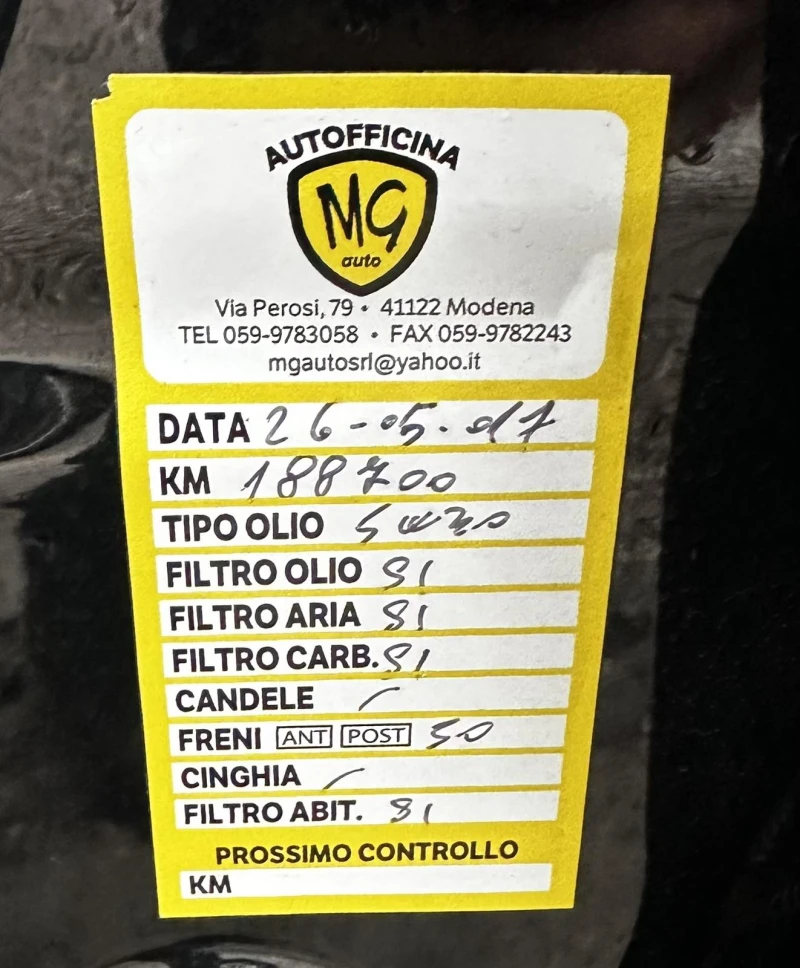 AUTOFFICINA
MG
auto
Via Perosi, 79 • 41122 Modena
TEL 059-9783058 • FAX 059-9782243
mgautosrl@yahoo.it
DATA 26-05-17
KM 188700
TIPO OLIO 5W30
FILTRO OLIO SI
FILTRO ARIA SI
FILTRO CARB. SI
CANDELE /
FRENI ANT POST 50
CINGHIA /
FILTRO ABIT. SI
PROSSIMO CONTROLLO
KM